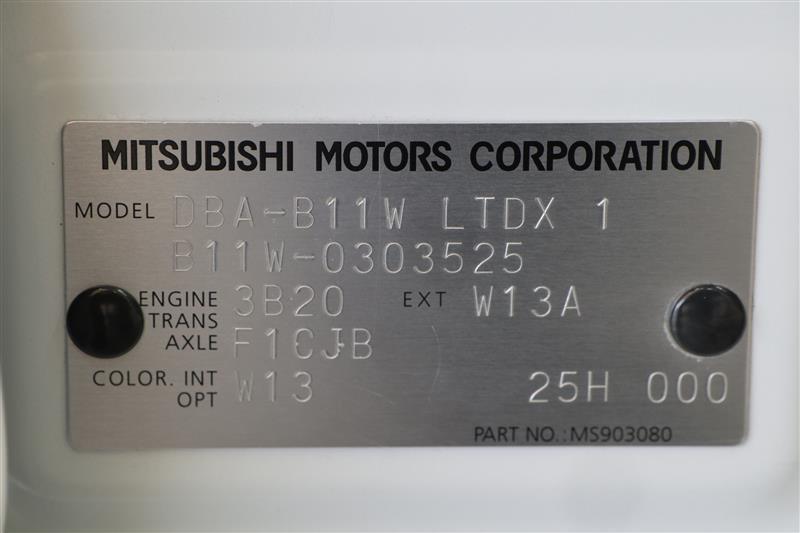 MITSUBISHI MOTORS CORPORATION
MODEL DBA-B11W LTDX 1
B11W-0303525
ENGINE 3B20 EXT W13A
TRANS
AXLE F1CJB
COLOR. INT W13 25H 000
OPT
PART NO.:MS903080